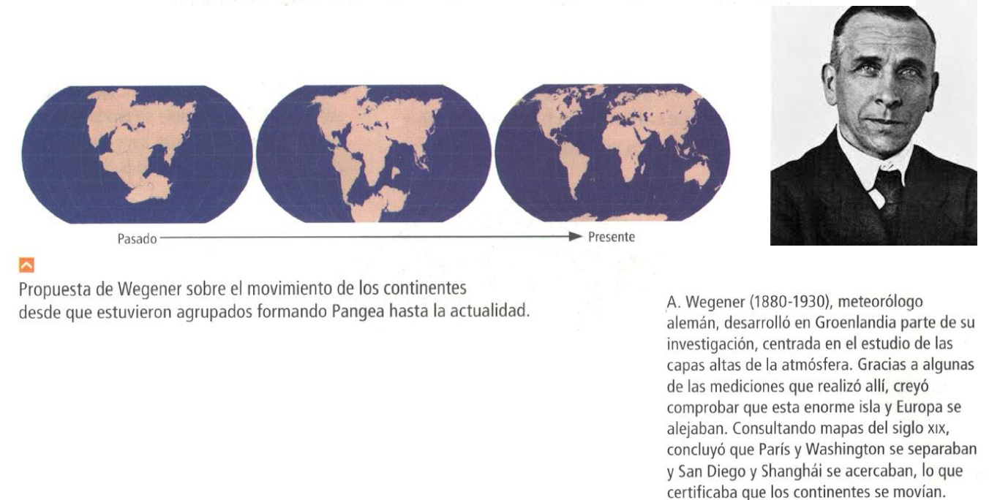 Pasado
Presente
Propuesta de Wegener sobre el movimiento de los continentes
desde que estuvieron agrupados formando Pangea hasta la actualidad.
A. Wegener (1880-1930), meteorólogo
alemán, desarrolló en Groenlandia parte de su
investigación, centrada en el estudio de las
capas altas de la atmósfera. Gracias a algunas
de las mediciones que realizó allí, creyó
comprobar que esta enorme isla y Europa se
alejaban. Consultando mapas del siglo XIX,
concluyó que París y Washington se separaban
y San Diego y Shanghái se acercaban, lo que
certificaba que los continentes se movían.